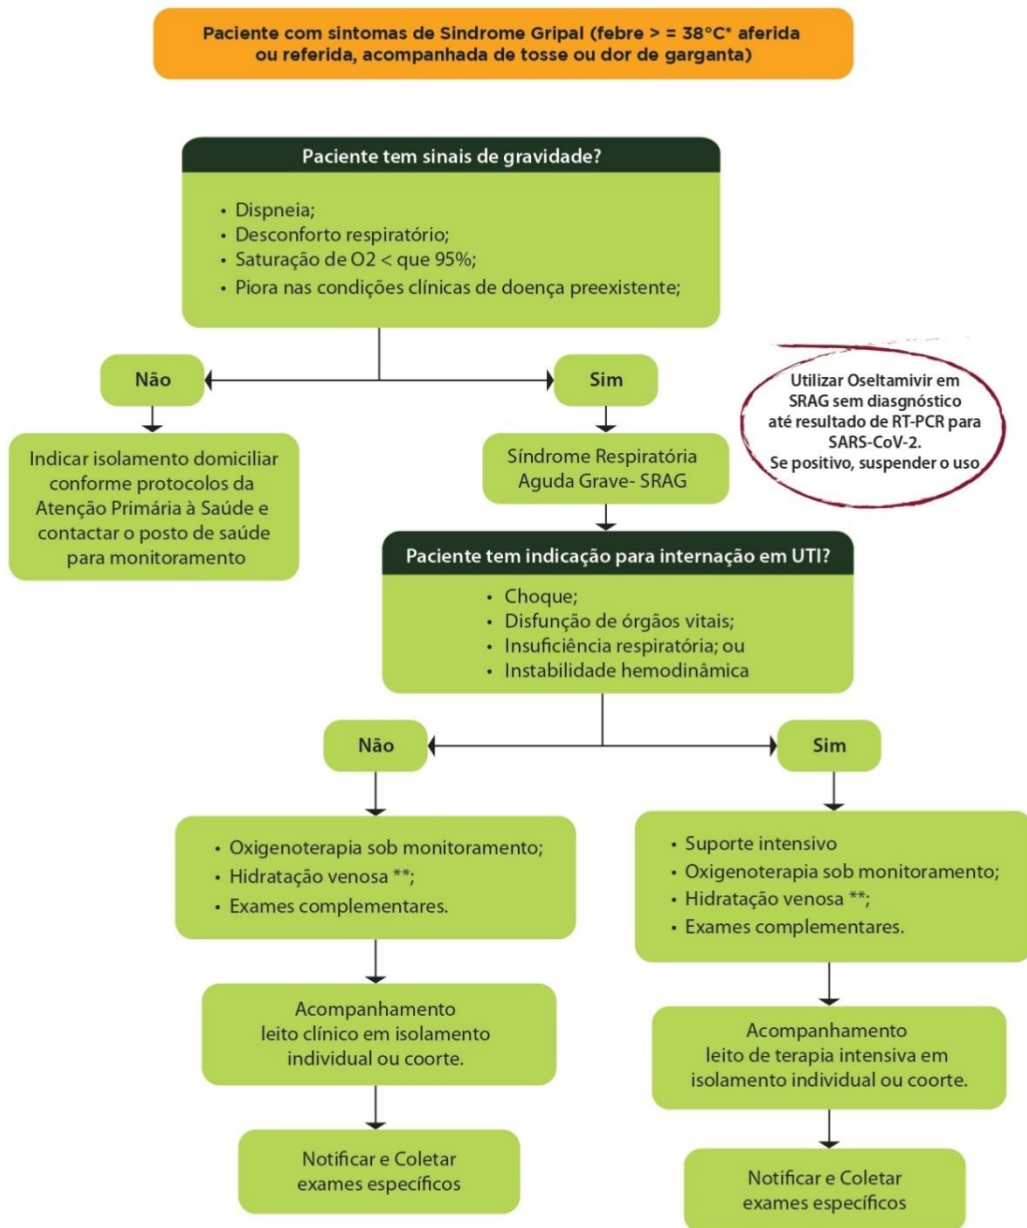 Paciente com sintomas de Sindrome Gripal (febre > = 38°C* aferida
ou referida, acompanhada de tosse ou dor de garganta)
Paciente tem sinais de gravidade?
• Dispneia;
• Desconforto respiratório;
• Saturação de O2 < que 95%;
• Piora nas condições clínicas de doença preexistente;
Não
Sim
Utilizar Oseltamivir em
SRAG sem diasgnóstico
até resultado de RT-PCR para
SARS-CoV-2.
Se positivo, suspender o uso
Indicar isolamento domiciliar
conforme protocolos da
Atenção Primária à Saúde e
contactar o posto de saúde
para monitoramento
Síndrome Respiratória
Aguda Grave- SRAG
Paciente tem indicação para internação em UTI?
• Choque;
• Disfunção de órgãos vitais;
• Insuficiência respiratória; ou
• Instabilidade hemodinâmica
Não
Sim
• Oxigenoterapia sob monitoramento;
• Hidratação venosa **;
• Exames complementares.
• Suporte intensivo
• Oxigenoterapia sob monitoramento;
• Hidratação venosa **;
• Exames complementares.
Acompanhamento
leito clínico em isolamento
individual ou coorte.
Acompanhamento
leito de terapia intensiva em
isolamento individual ou coorte.
Notificar e Coletar
exames específicos
Notificar e Coletar
exames específicos